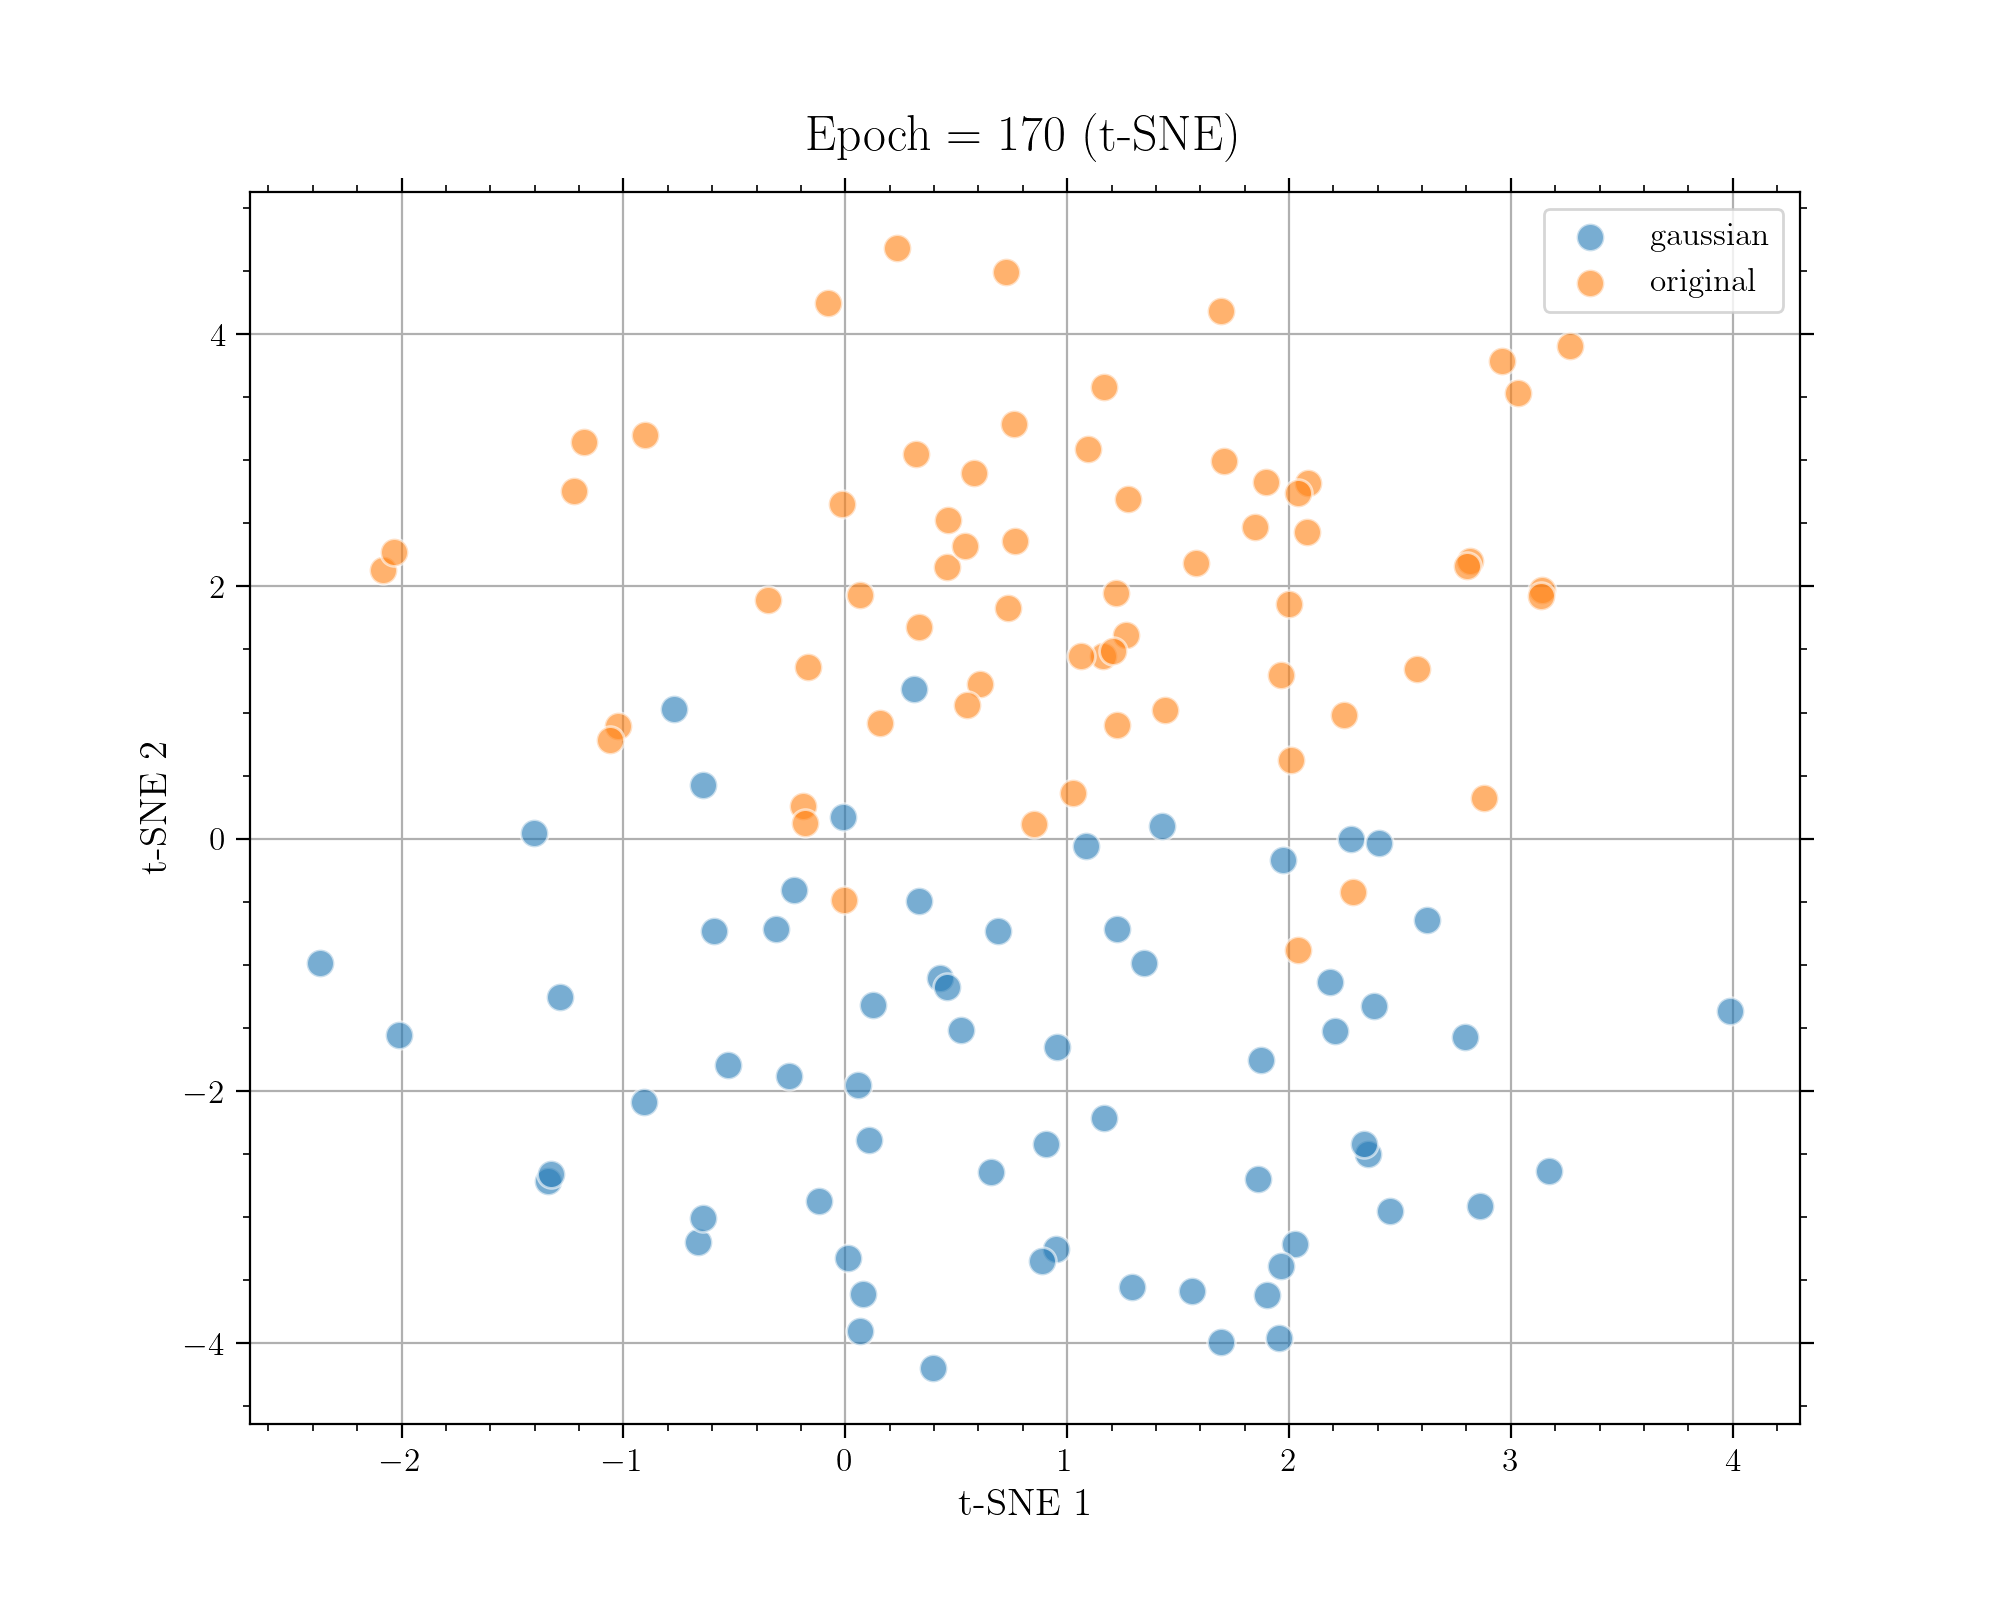 Epoch = 170 (t-SNE)
gaussian
original
4
2
0
−2
−4
t-SNE 2
−2
−1
0
1
2
3
4
t-SNE 1